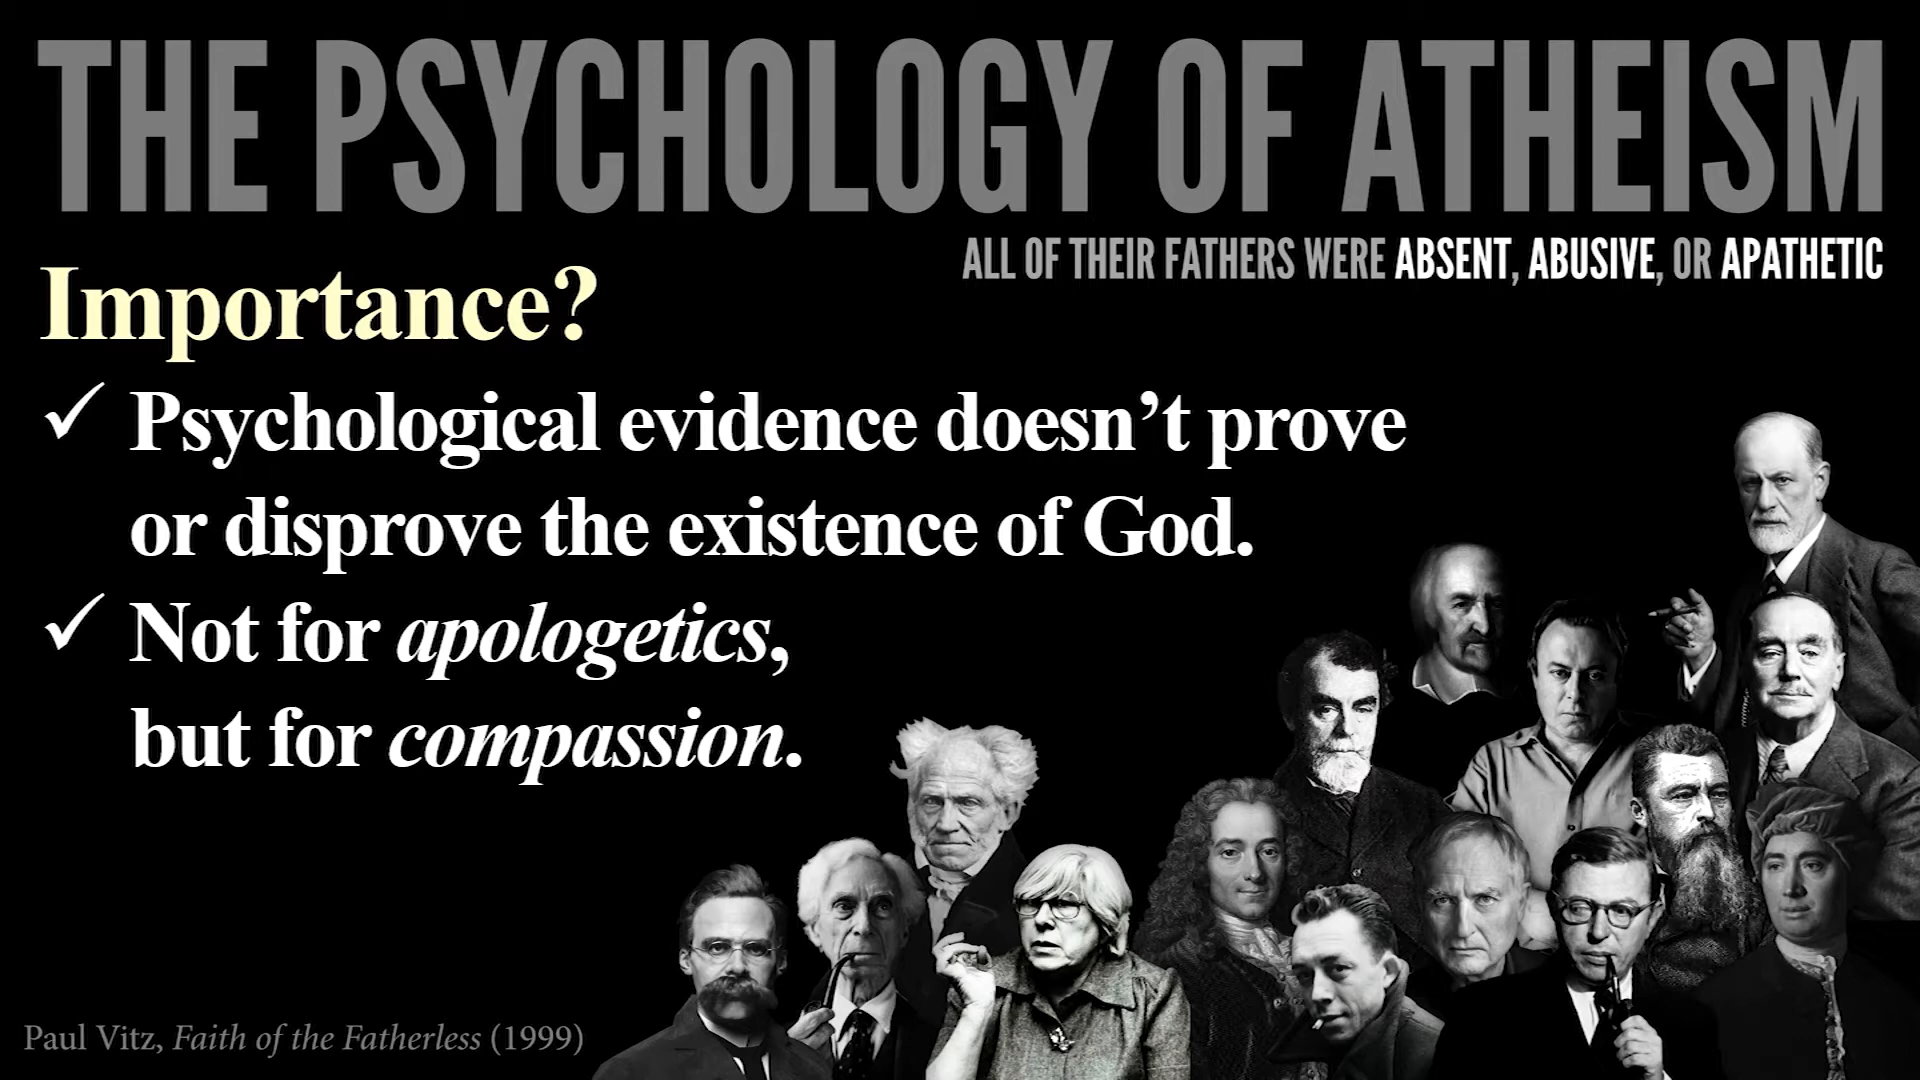 THE PSYCHOLOGY OF ATHEISM
ALL OF THEIR FATHERS WERE ABSENT, ABUSIVE, OR APATHETIC
Importance?
✓ Psychological evidence doesn’t prove
or disprove the existence of God.
✓ Not for apologetics,
but for compassion.
Paul Vitz, Faith of the Fatherless (1999)